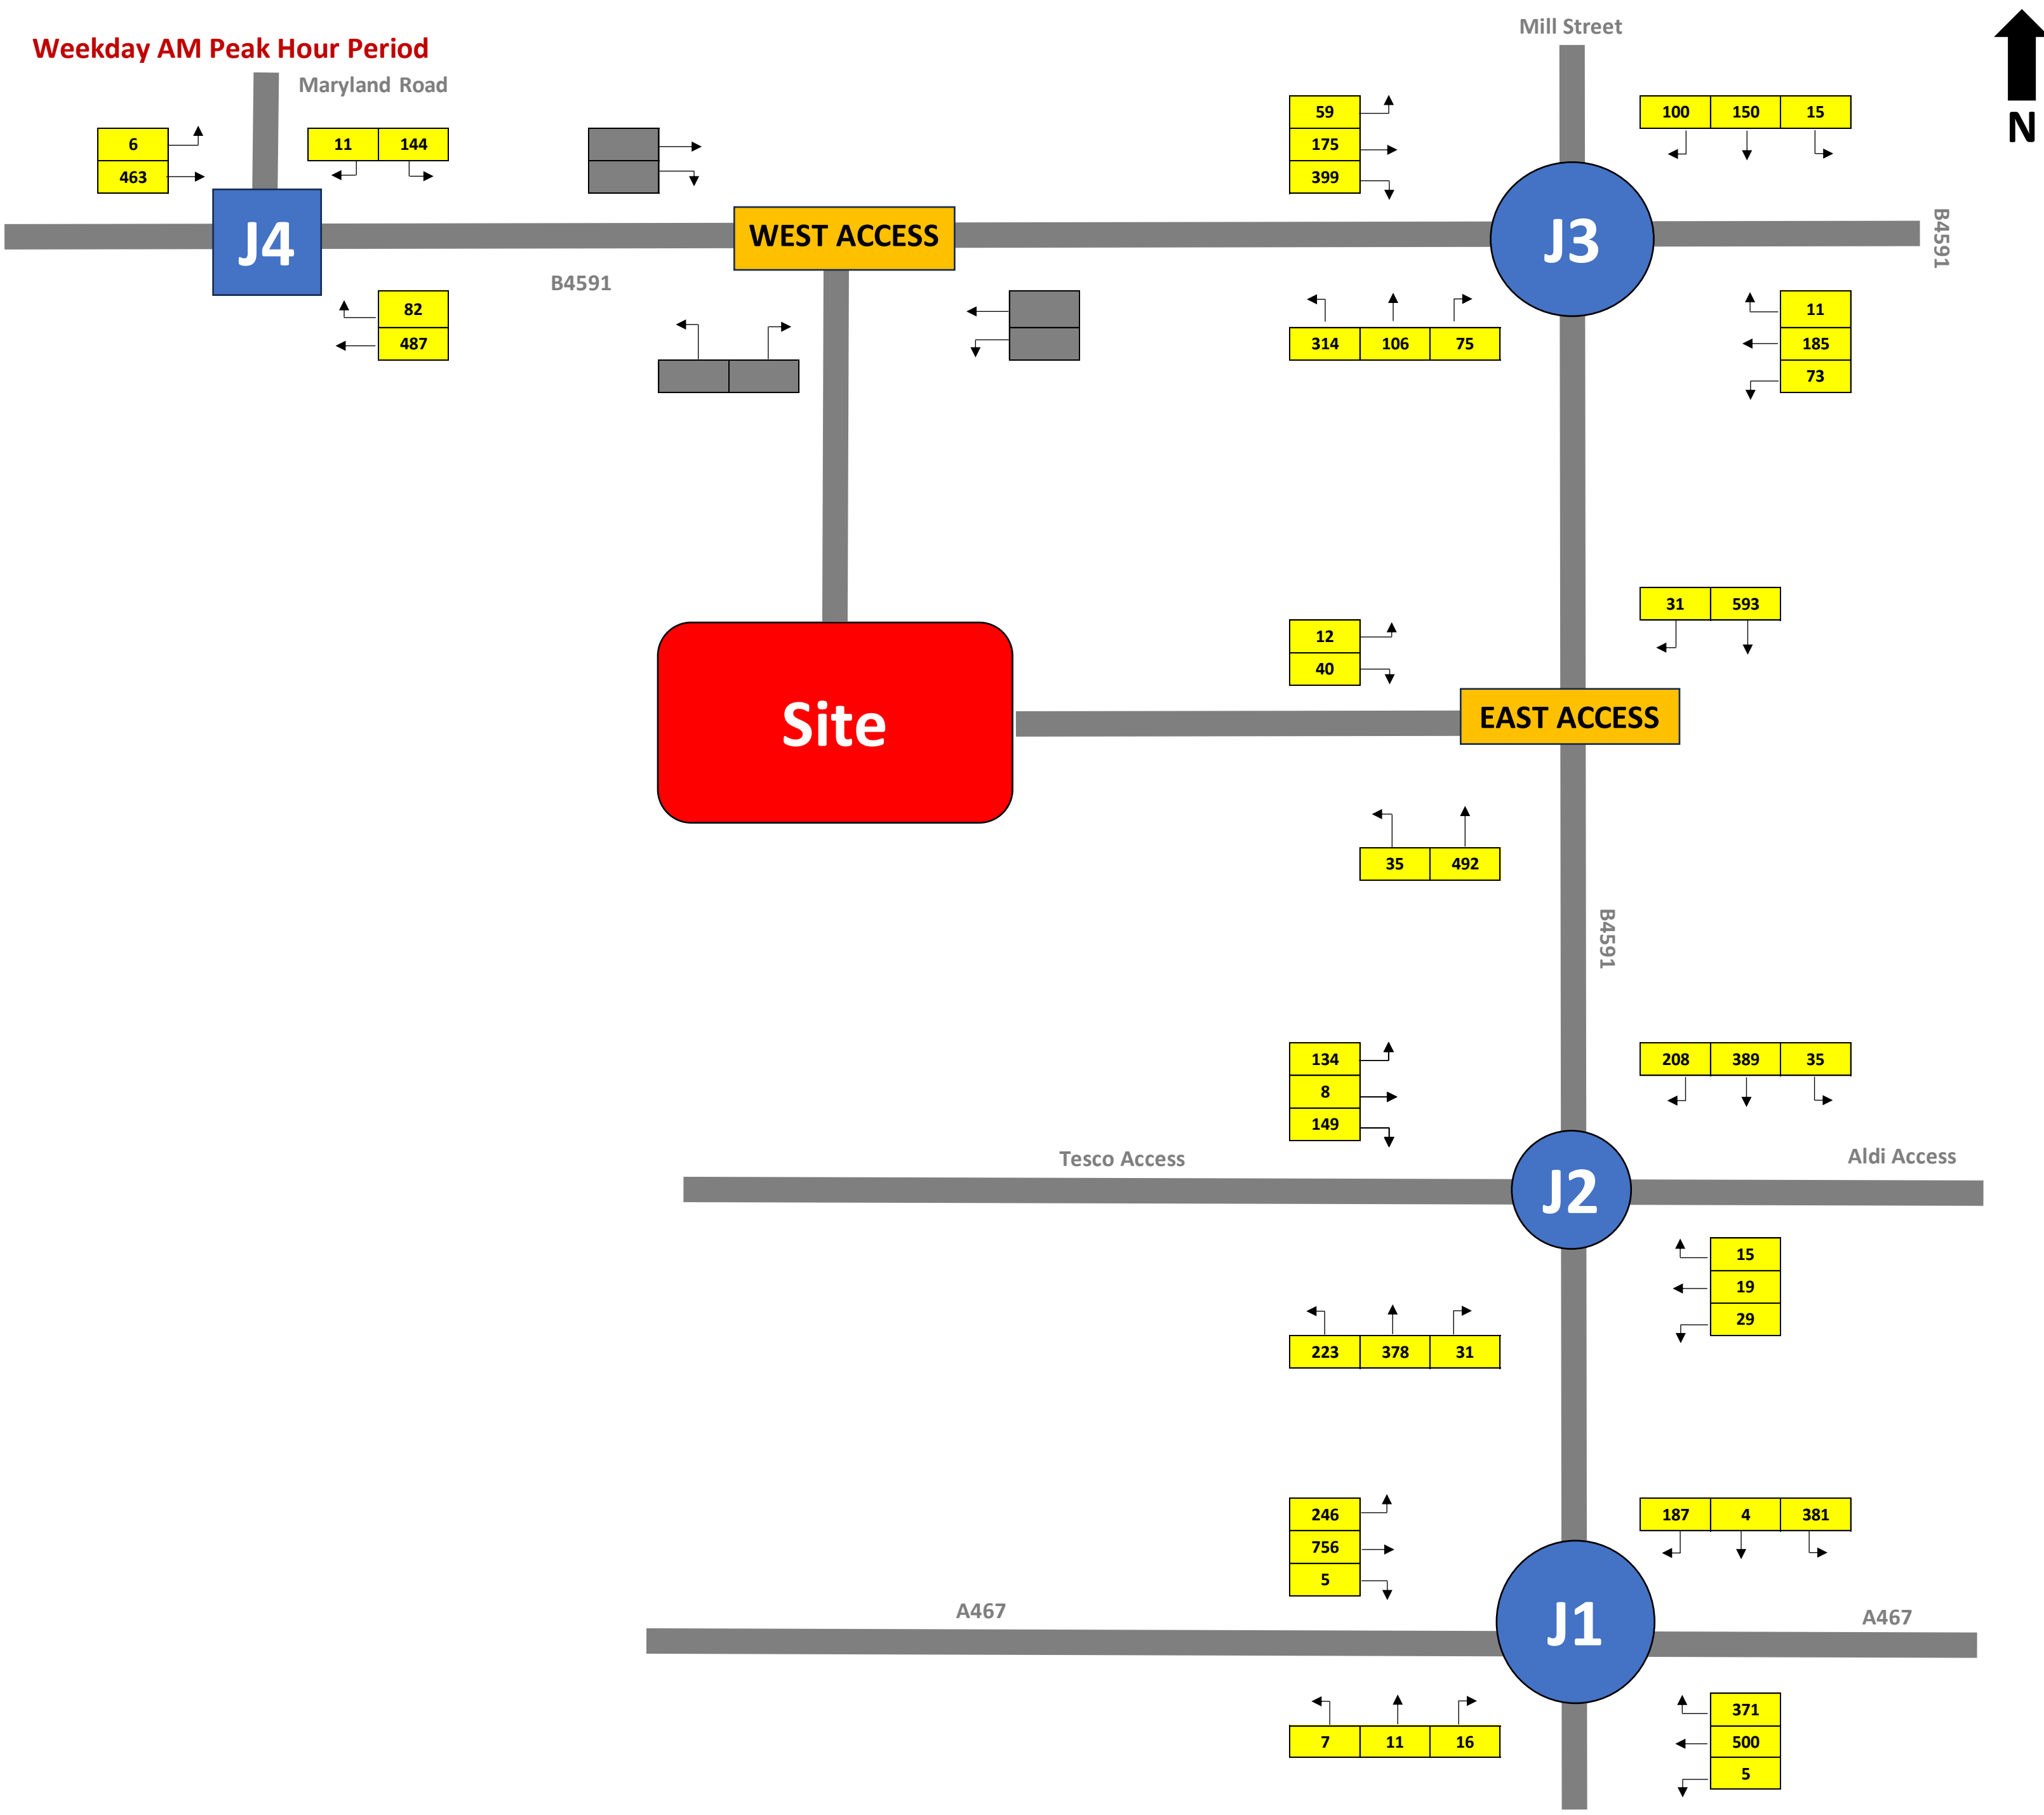 Mill Street
Weekday AM Peak Hour Period
Maryland Road
N
6
463
11 144
59
175
399
100 150 15
J4
WEST ACCESS
J3
B4591
B4591
82
487
314 106 75
11
185
73
31 593
12
40
Site
EAST ACCESS
35 492
B4591
134
8
149
208 389 35
Tesco Access
Aldi Access
J2
15
19
29
223 378 31
246
756
5
187 4 381
A467
A467
J1
7 11 16
371
500
5